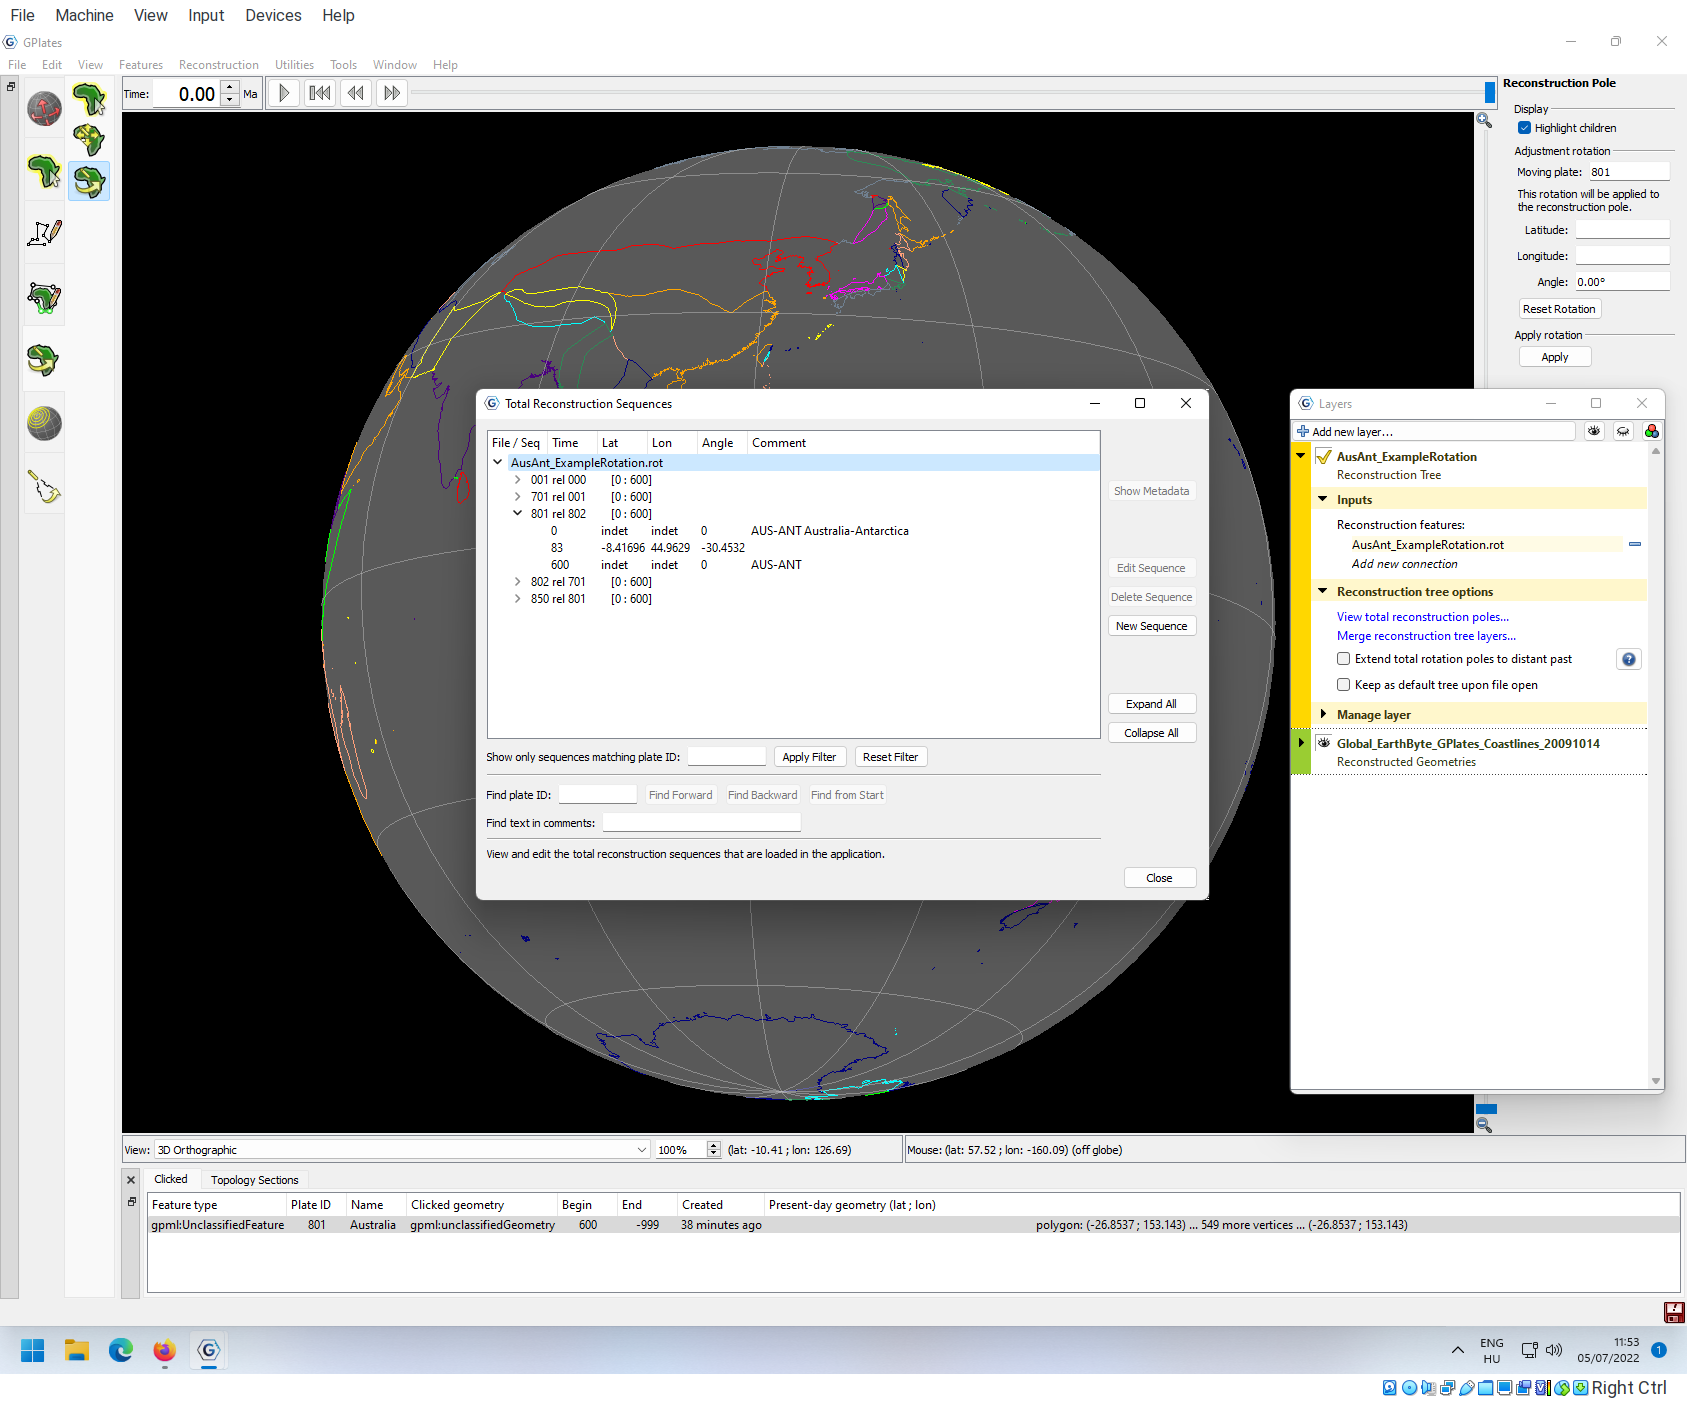 File Machine View Input Devices Help
GPlates
File Edit View Features Reconstruction Utilities Tools Window Help
Time: 0.00 Ma
Reconstruction Pole
Display
Highlight children
Adjustment rotation
Moving plate: 801
This rotation will be applied to
the reconstruction pole.
Latitude:
Longitude:
Angle: 0.00°
Reset Rotation
Apply rotation
Apply
Total Reconstruction Sequences
File / Seq Time Lat Lon Angle Comment
AusAnt_ExampleRotation.rot
001 rel 000 [0 : 600]
701 rel 001 [0 : 600]
801 rel 802 [0 : 600]
0 indet indet 0 AUS-ANT Australia-Antarctica
83 -8.41696 44.9629 -30.4532
600 indet indet 0 AUS-ANT
802 rel 701 [0 : 600]
850 rel 801 [0 : 600]
Show Metadata
Edit Sequence
Delete Sequence
New Sequence
Expand All
Collapse All
Show only sequences matching plate ID: Apply Filter Reset Filter
Find plate ID: Find Forward Find Backward Find from Start
Find text in comments:
View and edit the total reconstruction sequences that are loaded in the application.
Close
Layers
Add new layer...
AusAnt_ExampleRotation
Reconstruction Tree
Inputs
Reconstruction features:
AusAnt_ExampleRotation.rot
Add new connection
Reconstruction tree options
View total reconstruction poles...
Merge reconstruction tree layers...
Extend total rotation poles to distant past
Keep as default tree upon file open
Manage layer
Global_EarthByte_GPlates_Coastlines_20091014
Reconstructed Geometries
View: 3D Orthographic 100% (lat: -10.41 ; lon: 126.69) Mouse: (lat: 57.52 ; lon: -160.09) (off globe)
Clicked Topology Sections
Feature type Plate ID Name Clicked geometry Begin End Created Present-day geometry (lat ; lon)
gpml:UnclassifiedFeature 801 Australia gpml:unclassifiedGeometry 600 -999 38 minutes ago polygon: (-26.8537 ; 153.143) ... 549 more vertices ... (-26.8537 ; 153.143)
ENG
HU
11:53
05/07/2022
1
Right Ctrl